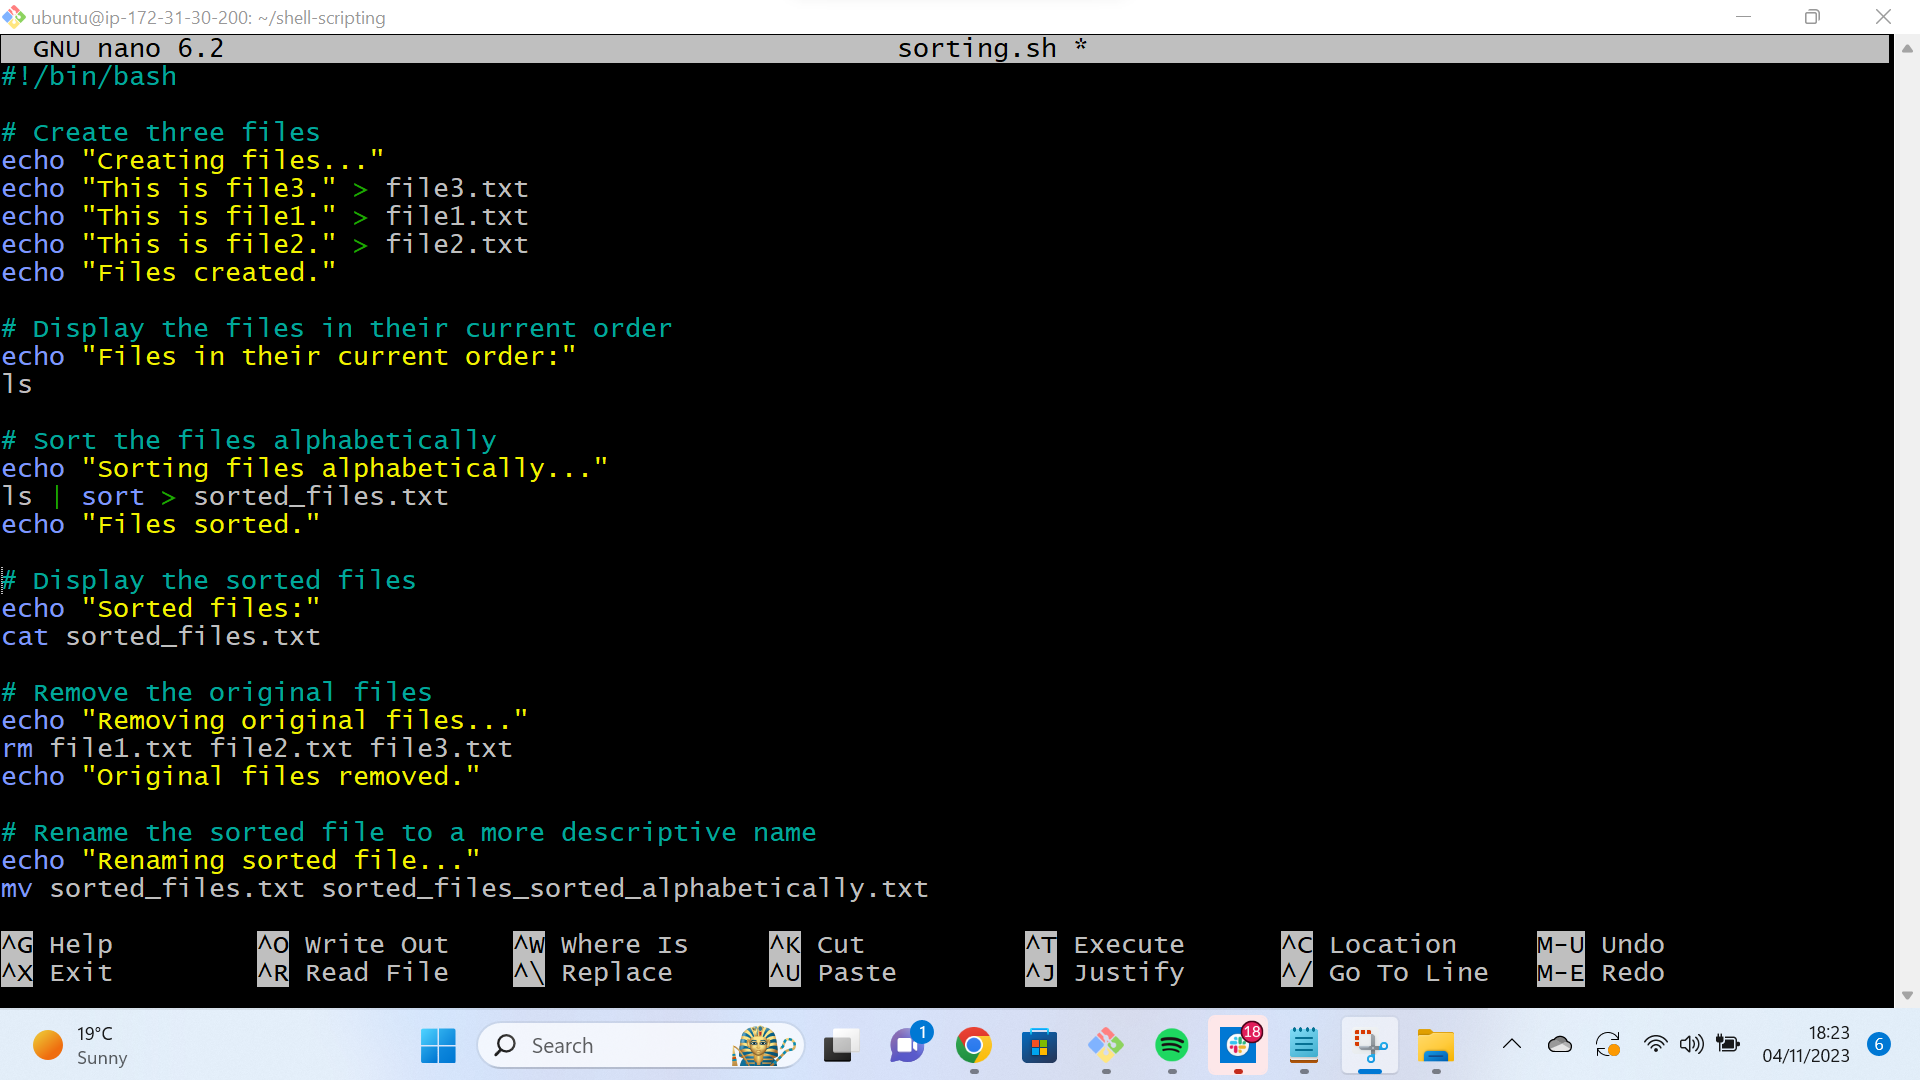 ubuntu@ip-172-31-30-200: ~/shell-scripting
GNU nano 6.2 sorting.sh *
#!/bin/bash

# Create three files
echo "Creating files..."
echo "This is file3." > file3.txt
echo "This is file1." > file1.txt
echo "This is file2." > file2.txt
echo "Files created."

# Display the files in their current order
echo "Files in their current order:"
ls

# Sort the files alphabetically
echo "Sorting files alphabetically..."
ls | sort > sorted_files.txt
echo "Files sorted."

# Display the sorted files
echo "Sorted files:"
cat sorted_files.txt

# Remove the original files
echo "Removing original files..."
rm file1.txt file2.txt file3.txt
echo "Original files removed."

# Rename the sorted file to a more descriptive name
echo "Renaming sorted file..."
mv sorted_files.txt sorted_files_sorted_alphabetically.txt

^G Help ^O Write Out ^W Where Is ^K Cut ^T Execute ^C Location M-U Undo
^X Exit ^R Read File ^\ Replace ^U Paste ^J Justify ^/ Go To Line M-E Redo
19°C
Sunny
Search
1
18
18:23
04/11/2023
6